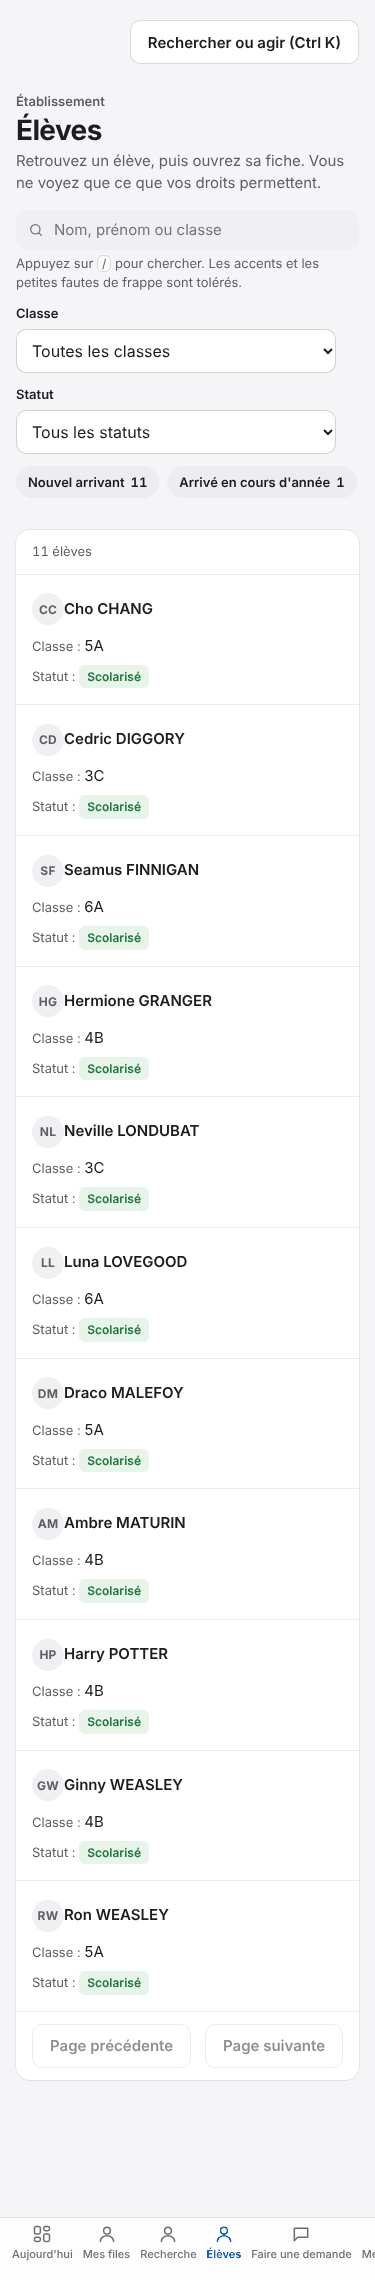 Rechercher ou agir (Ctrl K)
Établissement
Élèves
Retrouvez un élève, puis ouvrez sa fiche. Vous
ne voyez que ce que vos droits permettent.
Nom, prénom ou classe
Appuyez sur / pour chercher. Les accents et les
petites fautes de frappe sont tolérés.
Classe
Toutes les classes
Statut
Tous les statuts
Nouvel arrivant 11 Arrivé en cours d'année 1
11 élèves
CC Cho CHANG
Classe : 5A
Statut : Scolarisé
CD Cedric DIGGORY
Classe : 3C
Statut : Scolarisé
SF Seamus FINNIGAN
Classe : 6A
Statut : Scolarisé
HG Hermione GRANGER
Classe : 4B
Statut : Scolarisé
NL Neville LONDUBAT
Classe : 3C
Statut : Scolarisé
LL Luna LOVEGOOD
Classe : 6A
Statut : Scolarisé
DM Draco MALEFOY
Classe : 5A
Statut : Scolarisé
AM Ambre MATURIN
Classe : 4B
Statut : Scolarisé
HP Harry POTTER
Classe : 4B
Statut : Scolarisé
GW Ginny WEASLEY
Classe : 4B
Statut : Scolarisé
RW Ron WEASLEY
Classe : 5A
Statut : Scolarisé
Page précédente Page suivante
Aujourd'hui Mes files Recherche Élèves Faire une demande